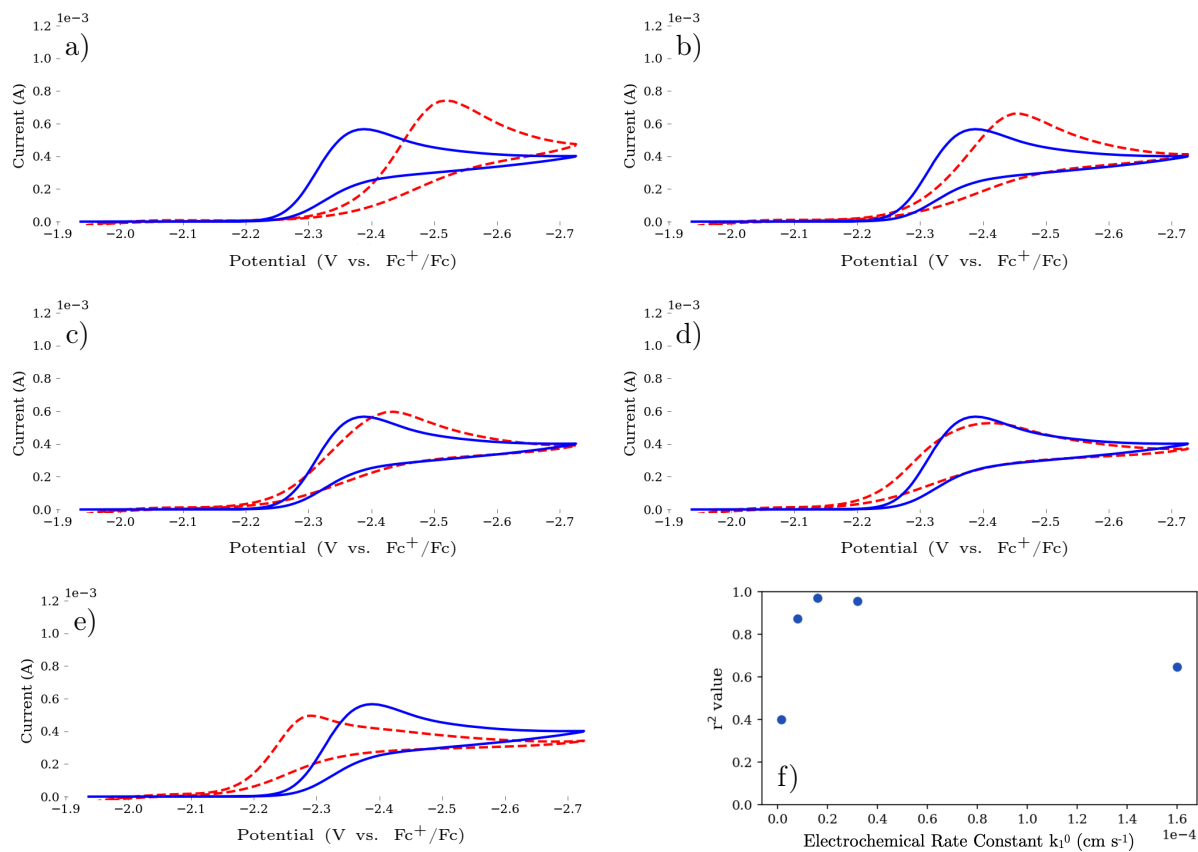 1e−3
a)
1.2
1.0
0.8
0.6
0.4
0.2
0.0
Current (A)
−1.9 −2.0 −2.1 −2.2 −2.3 −2.4 −2.5 −2.6 −2.7
Potential (V vs. Fc+/Fc)
1e−3
b)
1.2
1.0
0.8
0.6
0.4
0.2
0.0
Current (A)
−1.9 −2.0 −2.1 −2.2 −2.3 −2.4 −2.5 −2.6 −2.7
Potential (V vs. Fc+/Fc)
1e−3
c)
1.2
1.0
0.8
0.6
0.4
0.2
0.0
Current (A)
−1.9 −2.0 −2.1 −2.2 −2.3 −2.4 −2.5 −2.6 −2.7
Potential (V vs. Fc+/Fc)
1e−3
d)
1.2
1.0
0.8
0.6
0.4
0.2
0.0
Current (A)
−1.9 −2.0 −2.1 −2.2 −2.3 −2.4 −2.5 −2.6 −2.7
Potential (V vs. Fc+/Fc)
1e−3
e)
1.2
1.0
0.8
0.6
0.4
0.2
0.0
Current (A)
−1.9 −2.0 −2.1 −2.2 −2.3 −2.4 −2.5 −2.6 −2.7
Potential (V vs. Fc+/Fc)
1.0
0.8
0.6
0.4
0.2
0.0
r² value
f)
0.0 0.2 0.4 0.6 0.8 1.0 1.2 1.4 1.6
1e−4
Electrochemical Rate Constant k₁⁰ (cm s⁻¹)